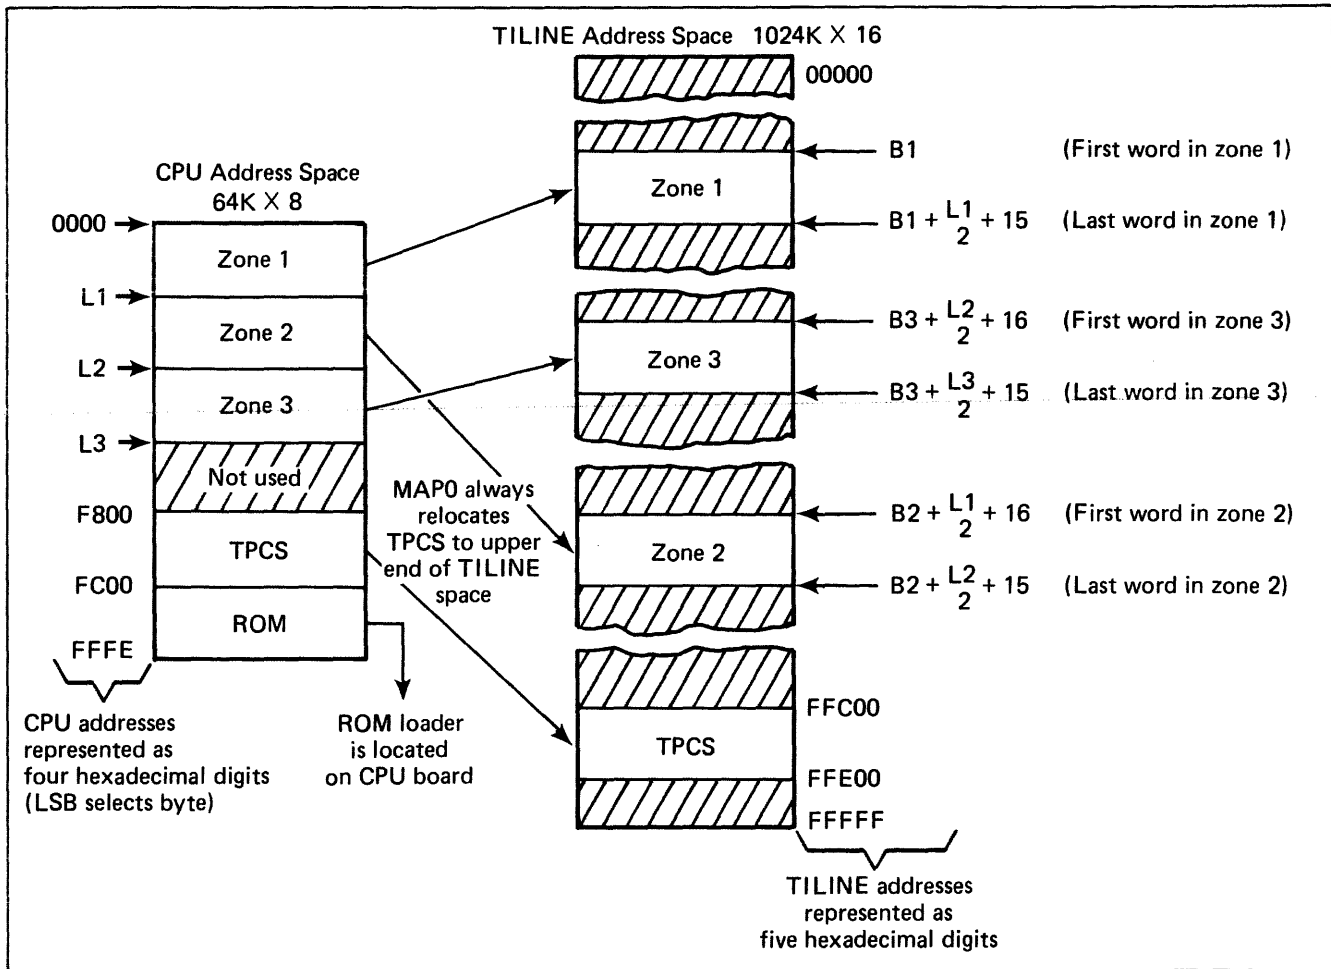 TILINE Address Space 1024K X 16
00000
B1 (First word in zone 1)
Zone 1
B1 + L1/2 + 15 (Last word in zone 1)
B3 + L2/2 + 16 (First word in zone 3)
Zone 3
B3 + L3/2 + 15 (Last word in zone 3)
B2 + L1/2 + 16 (First word in zone 2)
Zone 2
B2 + L2/2 + 15 (Last word in zone 2)
FFC00
TPCS
FFE00
FFFFF
TILINE addresses
represented as
five hexadecimal digits
CPU Address Space
64K X 8
0000
Zone 1
L1
Zone 2
L2
Zone 3
L3
Not used
F800
TPCS
FC00
ROM
FFFE
MAP0 always
relocates
TPCS to upper
end of TILINE
space
CPU addresses
represented as
four hexadecimal digits
(LSB selects byte)
ROM loader
is located
on CPU board